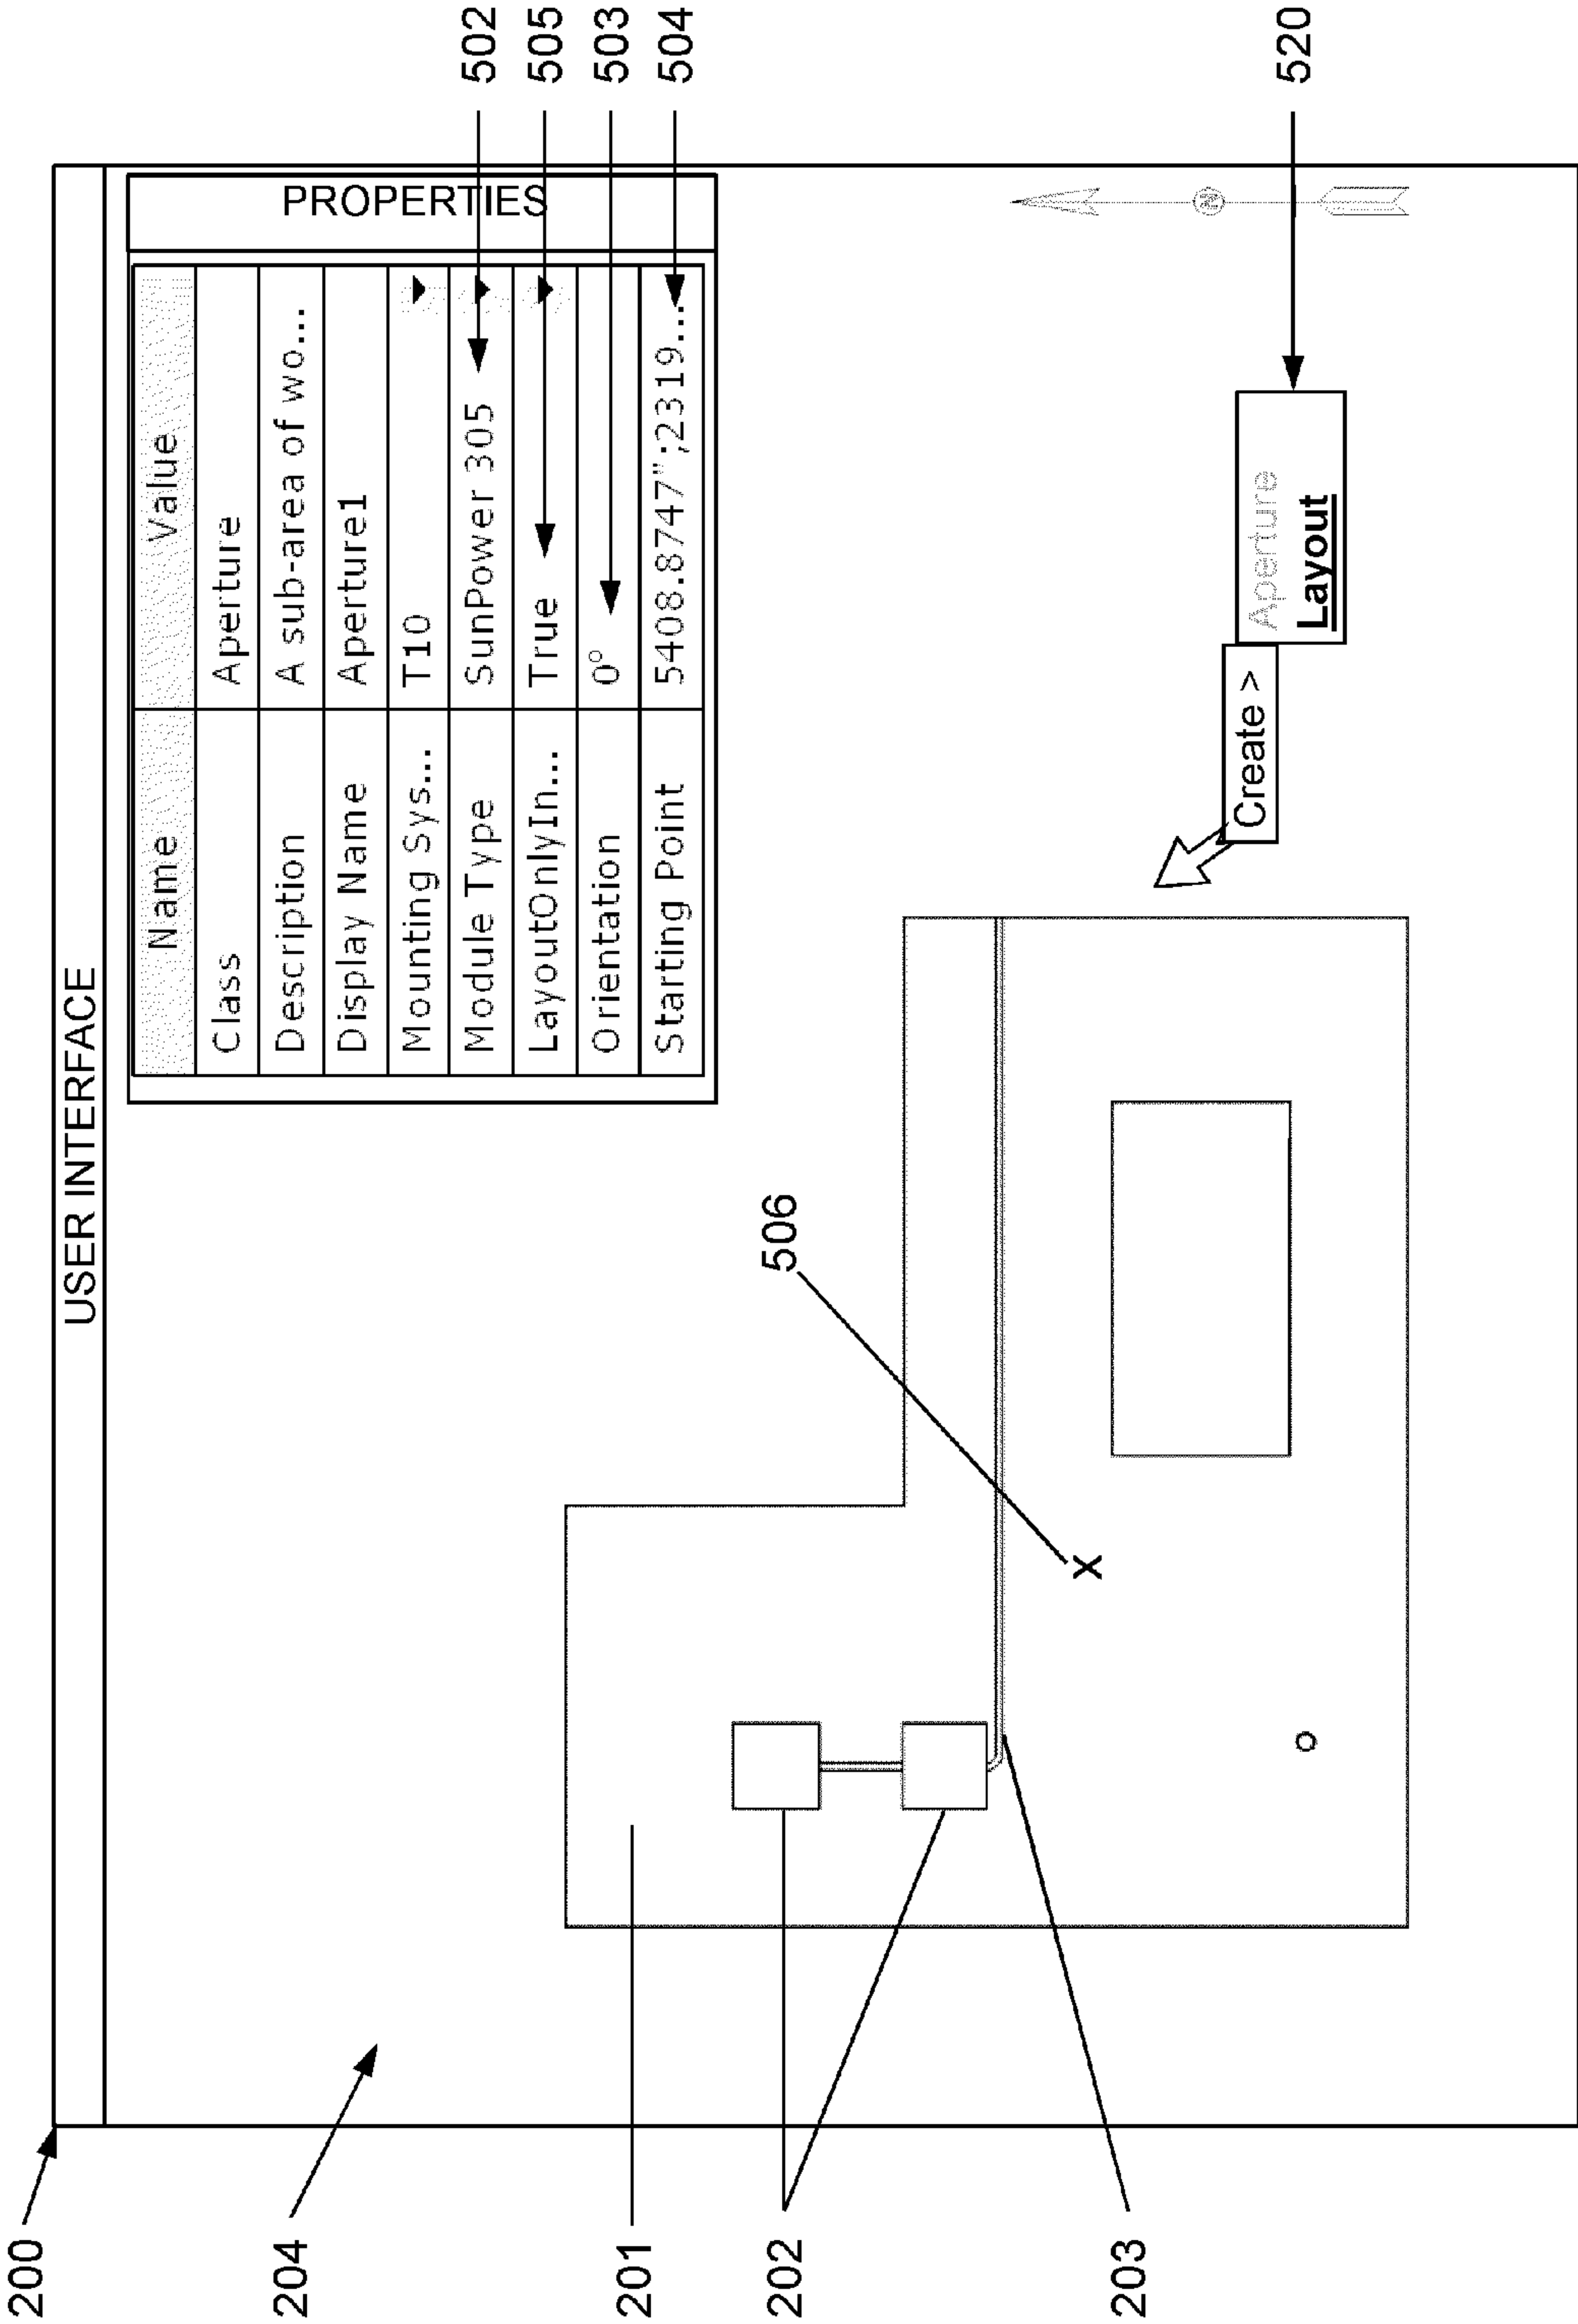 200
USER INTERFACE
PROPERTIES
Name Value
Class Aperture
Description A sub-area of wo...
Display Name Aperture1
Mounting Sys... T10
Module Type SunPower 305
LayoutOnlyIn... True
Orientation 0°
Starting Point 5408.8747";2319...
502
505
503
504
204
201
202
203
506
X
N
Create >
Aperture
Layout
520